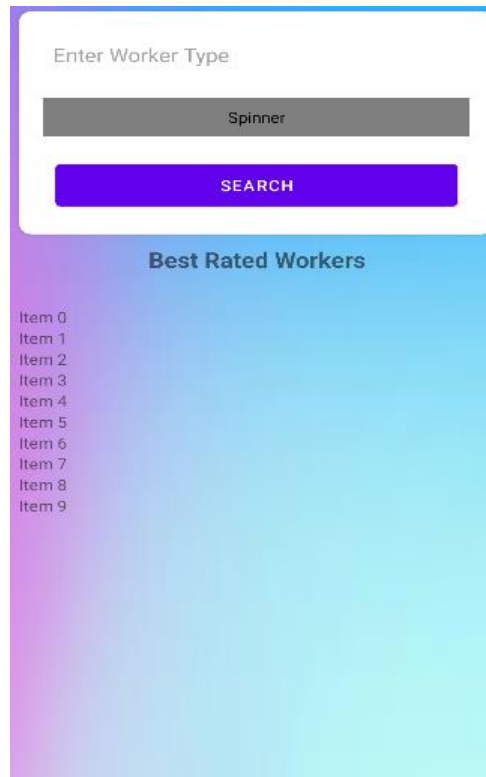 Enter Worker Type
Spinner
SEARCH
Best Rated Workers
Item 0
Item 1
Item 2
Item 3
Item 4
Item 5
Item 6
Item 7
Item 8
Item 9